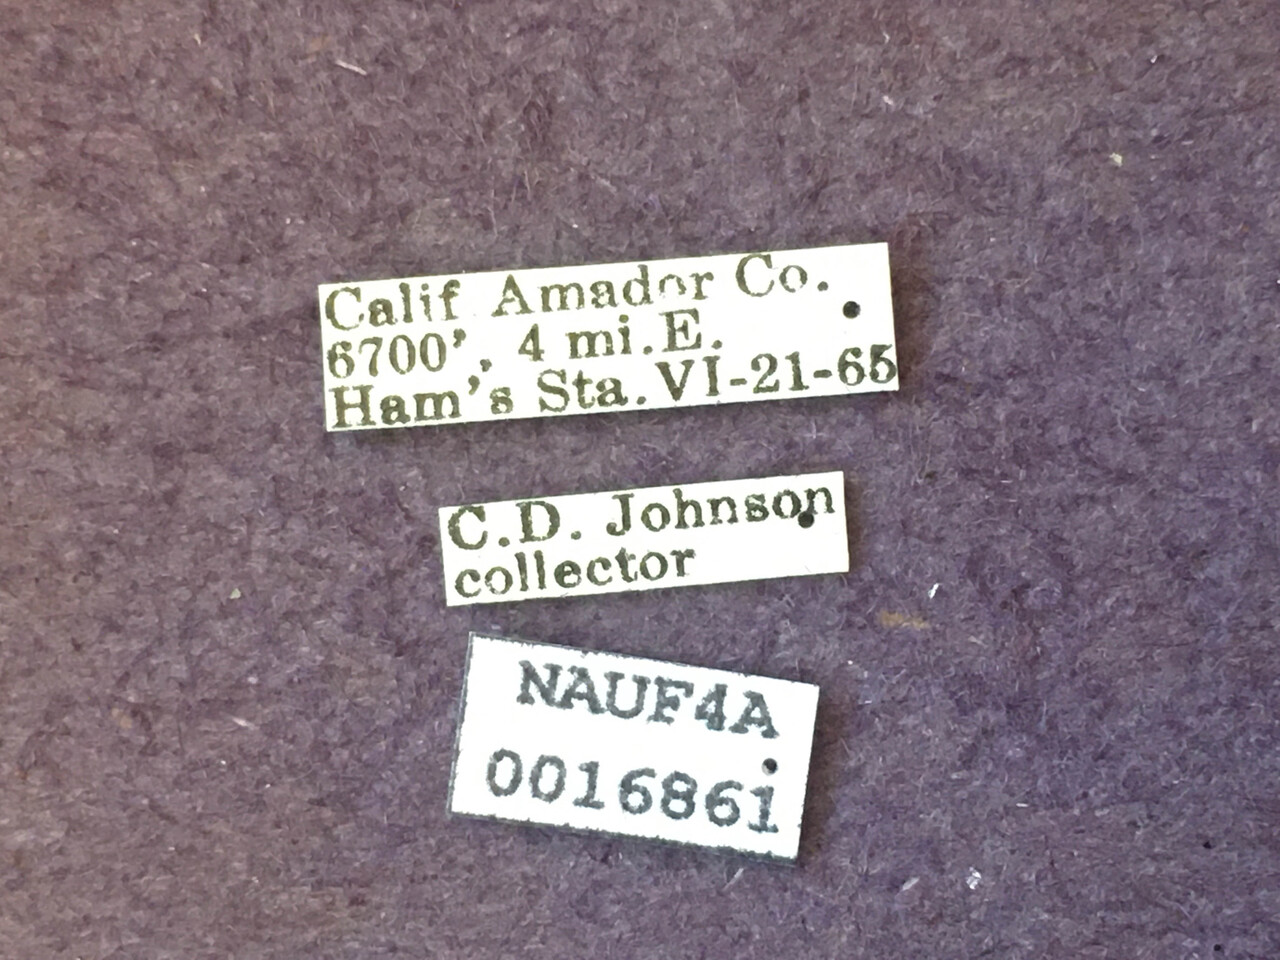 Calif Amador Co.
6700', 4 mi.E.
Ham's Sta. VI-21-65
C.D. Johnson
collector
NAUF4A
0016861